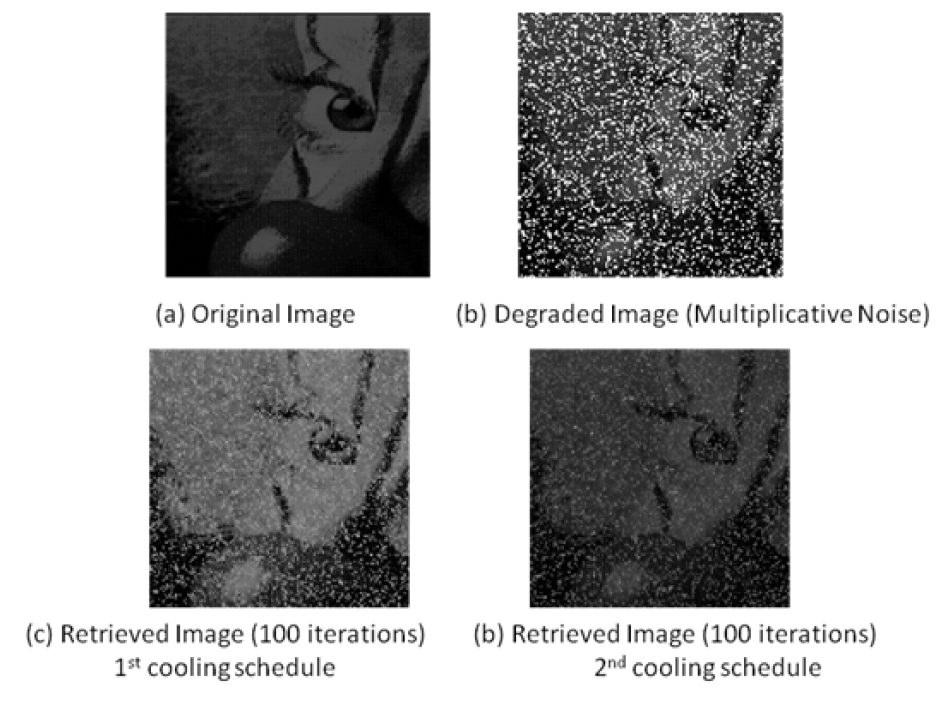 (a) Original Image
(b) Degraded Image (Multiplicative Noise)
(c) Retrieved Image (100 iterations)
1st cooling schedule
(b) Retrieved Image (100 iterations)
2nd cooling schedule